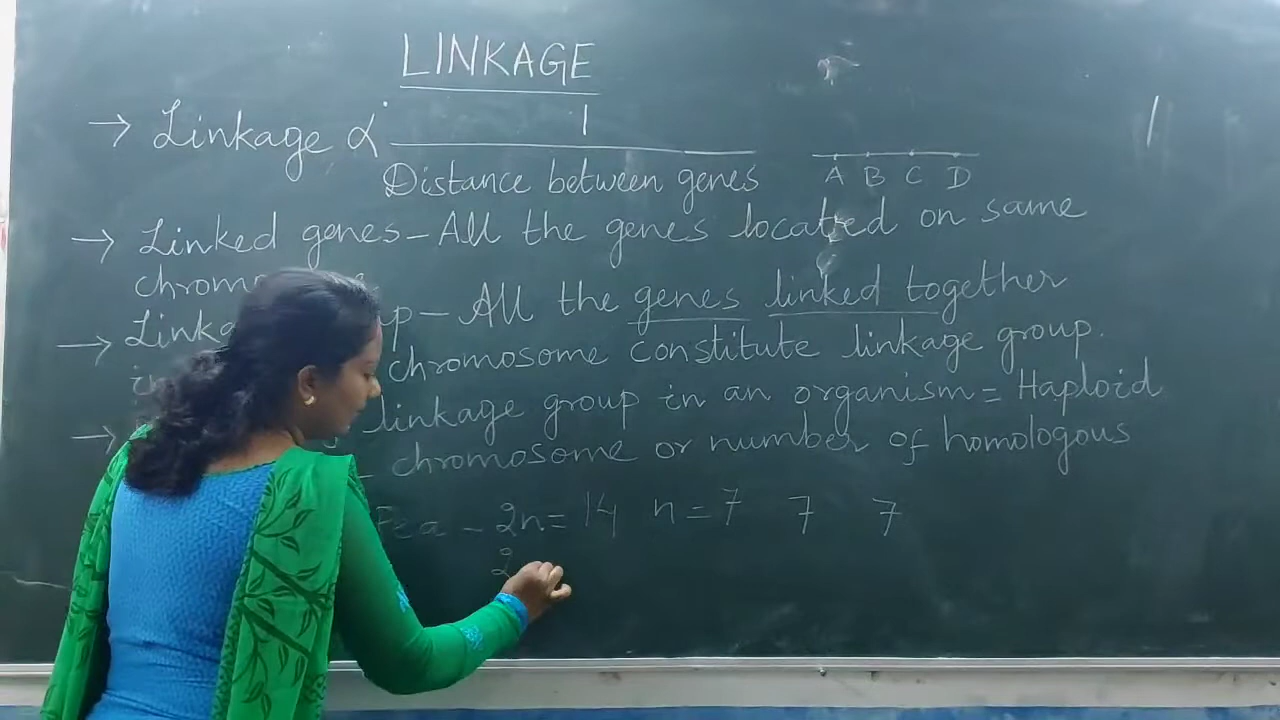 LINKAGE
→ Linkage α 1
Distance between genes
A B C D
→ Linked genes - All the genes located on same
→ - All the genes linked together
chromosome constitute linkage group.
→ linkage group in an organism = Haploid
chromosome or number of homologous
Pea - 2n = 14 n = 7 7 7
2